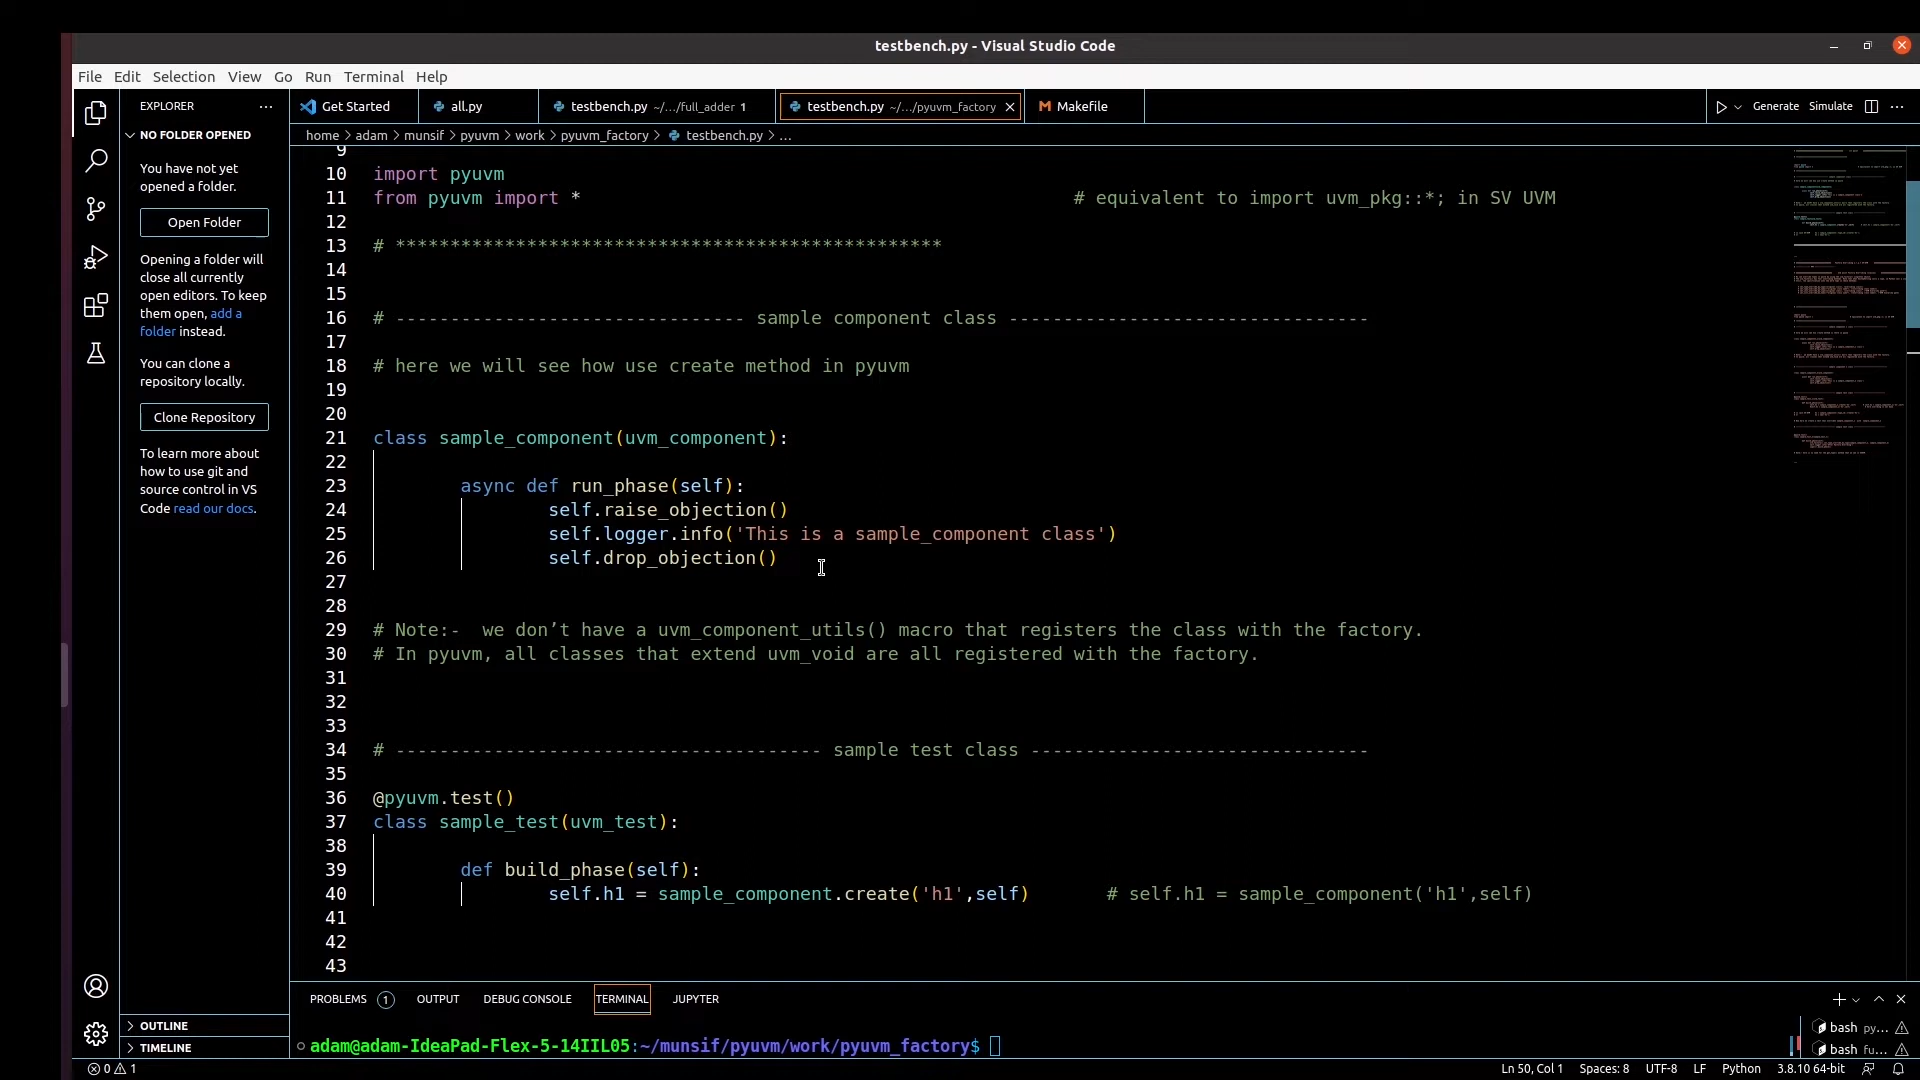 testbench.py - Visual Studio Code
File Edit Selection View Go Run Terminal Help
EXPLORER
Get Started
all.py
testbench.py ~/.../full_adder 1
testbench.py ~/.../pyuvm_factory
Makefile
Generate Simulate
NO FOLDER OPENED
home > adam > munsif > pyuvm > work > pyuvm_factory > testbench.py > ...
You have not yet
opened a folder.
Open Folder
Opening a folder will
close all currently
open editors. To keep
them open, add a
folder instead.
You can clone a
repository locally.
Clone Repository
To learn more about
how to use git and
source control in VS
Code read our docs.
OUTLINE
TIMELINE
9
10 import pyuvm
11 from pyuvm import * # equivalent to import uvm_pkg::*; in SV UVM
12
13 # **************************************************
14
15
16 # -------------------------------- sample component class ---------------------------------
17
18 # here we will see how use create method in pyuvm
19
20
21 class sample_component(uvm_component):
22
23 async def run_phase(self):
24 self.raise_objection()
25 self.logger.info('This is a sample_component class')
26 self.drop_objection()
27
28
29 # Note:-  we don’t have a uvm_component_utils() macro that registers the class with the factory.
30 # In pyuvm, all classes that extend uvm_void are all registered with the factory.
31
32
33
34 # --------------------------------------- sample test class -------------------------------
35
36 @pyuvm.test()
37 class sample_test(uvm_test):
38
39 def build_phase(self):
40 self.h1 = sample_component.create('h1',self) # self.h1 = sample_component('h1',self)
41
42
43
PROBLEMS 1 OUTPUT DEBUG CONSOLE TERMINAL JUPYTER
adam@adam-IdeaPad-Flex-5-14IIL05:~/munsif/pyuvm/work/pyuvm_factory$
bash py...
bash fu...
0 1
Ln 50, Col 1 Spaces: 8 UTF-8 LF Python 3.8.10 64-bit